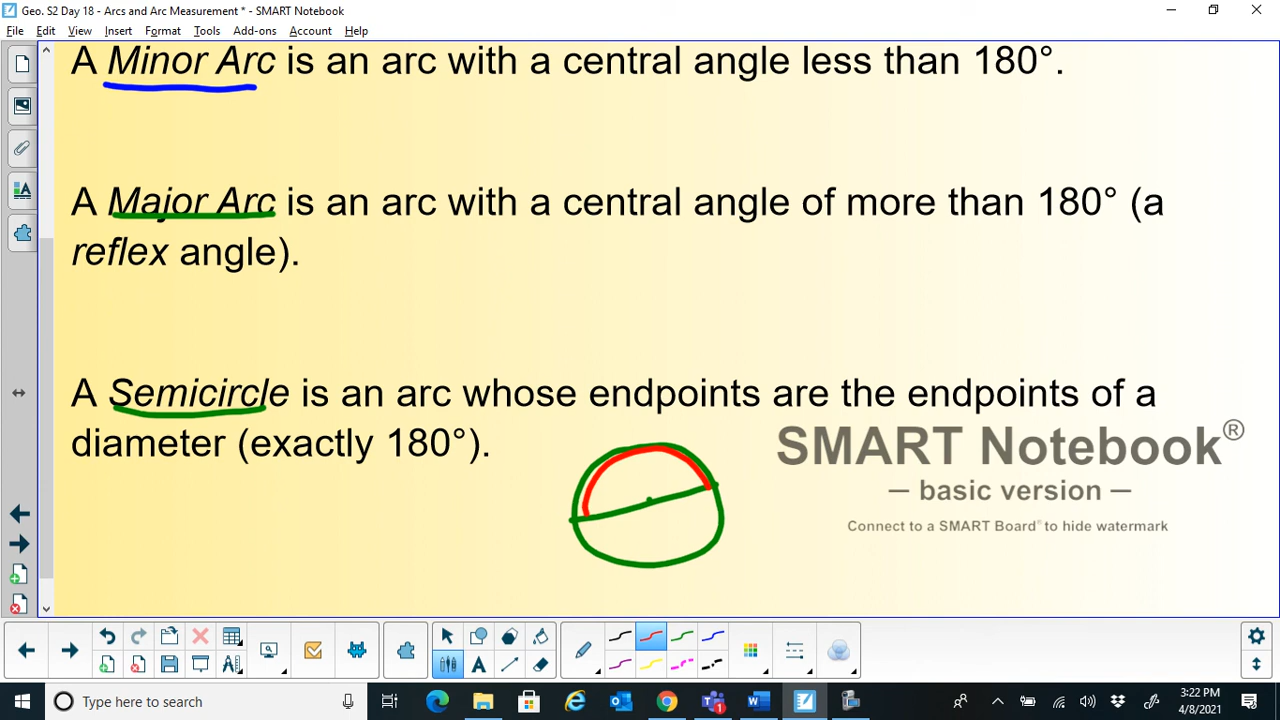 Geo. S2 Day 18 - Arcs and Arc Measurement * - SMART Notebook
File Edit View Insert Format Tools Add-ons Account Help
A Minor Arc is an arc with a central angle less than 180°.
A Major Arc is an arc with a central angle of more than 180° (a
reflex angle).
A Semicircle is an arc whose endpoints are the endpoints of a
diameter (exactly 180°).
SMART Notebook®
— basic version —
Connect to a SMART Board® to hide watermark
Type here to search
3:22 PM
4/8/2021